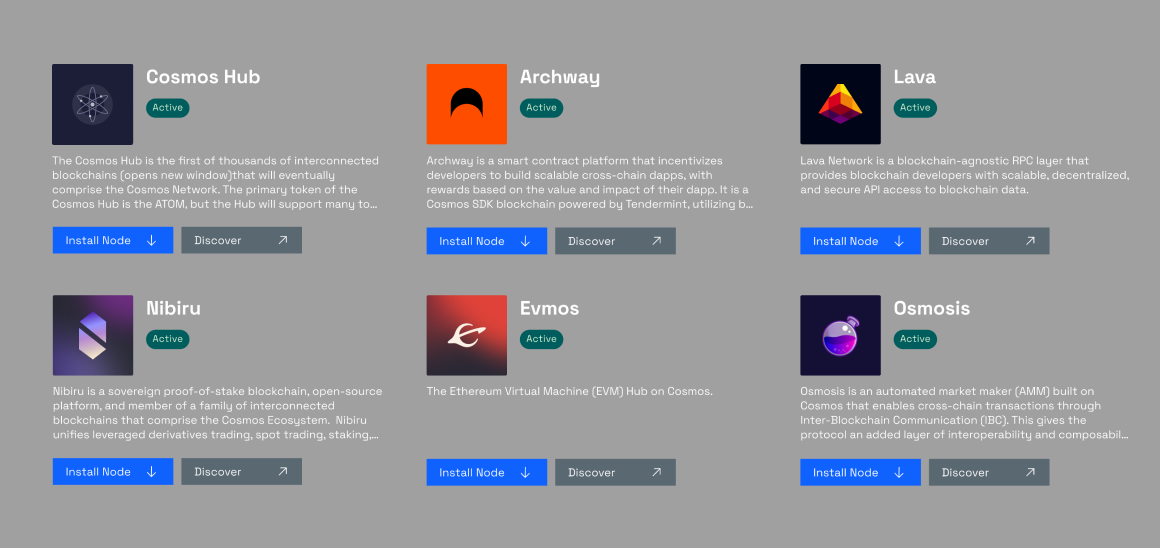 Cosmos Hub
Active
The Cosmos Hub is the first of thousands of interconnected
blockchains (opens new window)that will eventually
comprise the Cosmos Network. The primary token of the
Cosmos Hub is the ATOM, but the Hub will support many to...
Install Node
Discover
Archway
Active
Archway is a smart contract platform that incentivizes
developers to build scalable cross-chain dapps, with
rewards based on the value and impact of their dapp. It is a
Cosmos SDK blockchain powered by Tendermint, utilizing b...
Install Node
Discover
Lava
Active
Lava Network is a blockchain-agnostic RPC layer that
provides blockchain developers with scalable, decentralized,
and secure API access to blockchain data.
Install Node
Discover
Nibiru
Active
Nibiru is a sovereign proof-of-stake blockchain, open-source
platform, and member of a family of interconnected
blockchains that comprise the Cosmos Ecosystem.  Nibiru
unifies leveraged derivatives trading, spot trading, staking,...
Install Node
Discover
Evmos
Active
The Ethereum Virtual Machine (EVM) Hub on Cosmos.
Install Node
Discover
Osmosis
Active
Osmosis is an automated market maker (AMM) built on
Cosmos that enables cross-chain transactions through
Inter-Blockchain Communication (IBC). This gives the
protocol an added layer of interoperability and composabil...
Install Node
Discover